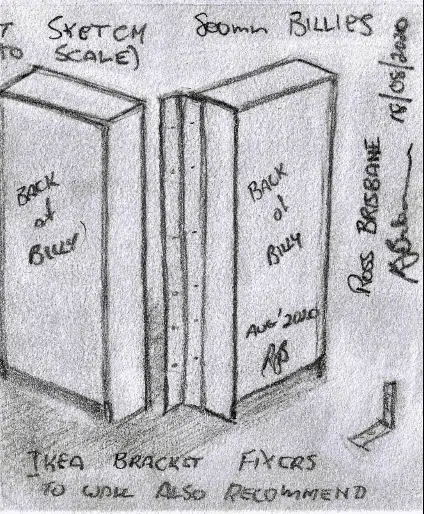 T SKETCH 800mm BILLIES
TO SCALE)
BACK
of
BILLY
BACK
of
BILLY
AUG' 2020
RJB
ROSS BRISBANE 18/08/2020
IKEA BRACKET FIXERS
TO WALL ALSO RECOMMEND